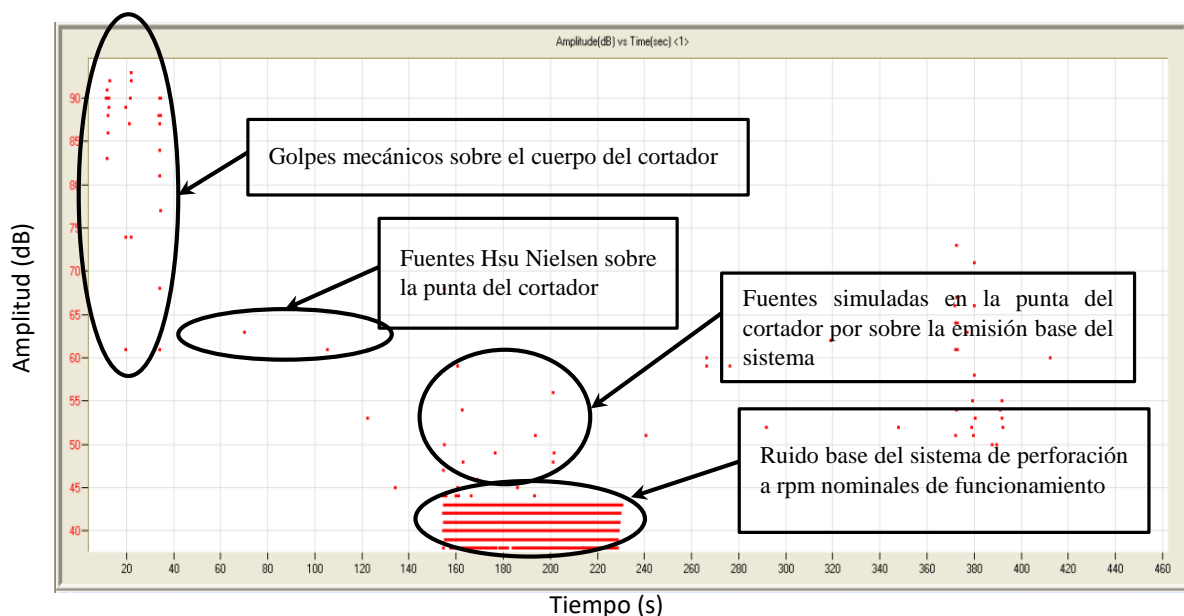 Amplitude(dB) vs Time(sec) <1>
Golpes mecánicos sobre el cuerpo del cortador
Fuentes Hsu Nielsen sobre
la punta del cortador
Fuentes simuladas en la punta del
cortador por sobre la emisión base del
sistema
Ruido base del sistema de perforación
a rpm nominales de funcionamiento
Amplitud (dB)
90
85
80
75
70
65
60
55
50
45
40
20 40 60 80 100 120 140 160 180 200 220 240 260 280 300 320 340 360 380 400 420 440 460
Tiempo (s)